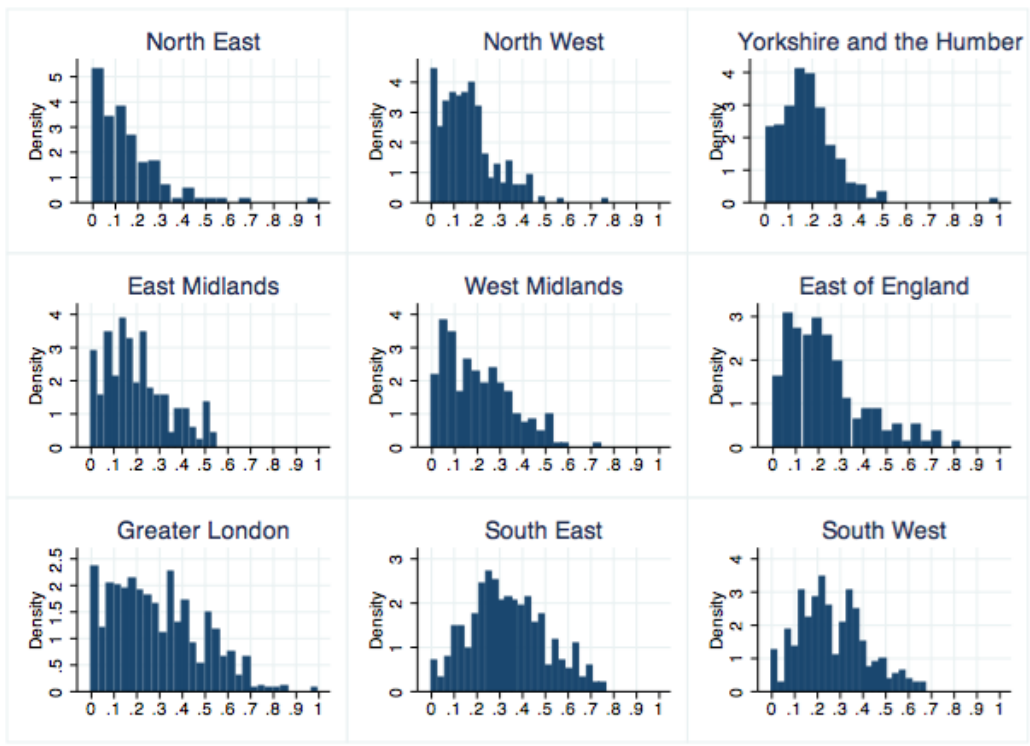 North East
Density
0 1 2 3 4 5
0 .1 .2 .3 .4 .5 .6 .7 .8 .9 1
North West
Density
0 1 2 3 4
0 .1 .2 .3 .4 .5 .6 .7 .8 .9 1
Yorkshire and the Humber
Density
0 1 2 3 4
0 .1 .2 .3 .4 .5 .6 .7 .8 .9 1
East Midlands
Density
0 1 2 3 4
0 .1 .2 .3 .4 .5 .6 .7 .8 .9 1
West Midlands
Density
0 1 2 3 4
0 .1 .2 .3 .4 .5 .6 .7 .8 .9 1
East of England
Density
0 1 2 3
0 .1 .2 .3 .4 .5 .6 .7 .8 .9 1
Greater London
Density
0 .5 1 1.5 2 2.5
0 .1 .2 .3 .4 .5 .6 .7 .8 .9 1
South East
Density
0 1 2 3
0 .1 .2 .3 .4 .5 .6 .7 .8 .9 1
South West
Density
0 1 2 3 4
0 .1 .2 .3 .4 .5 .6 .7 .8 .9 1